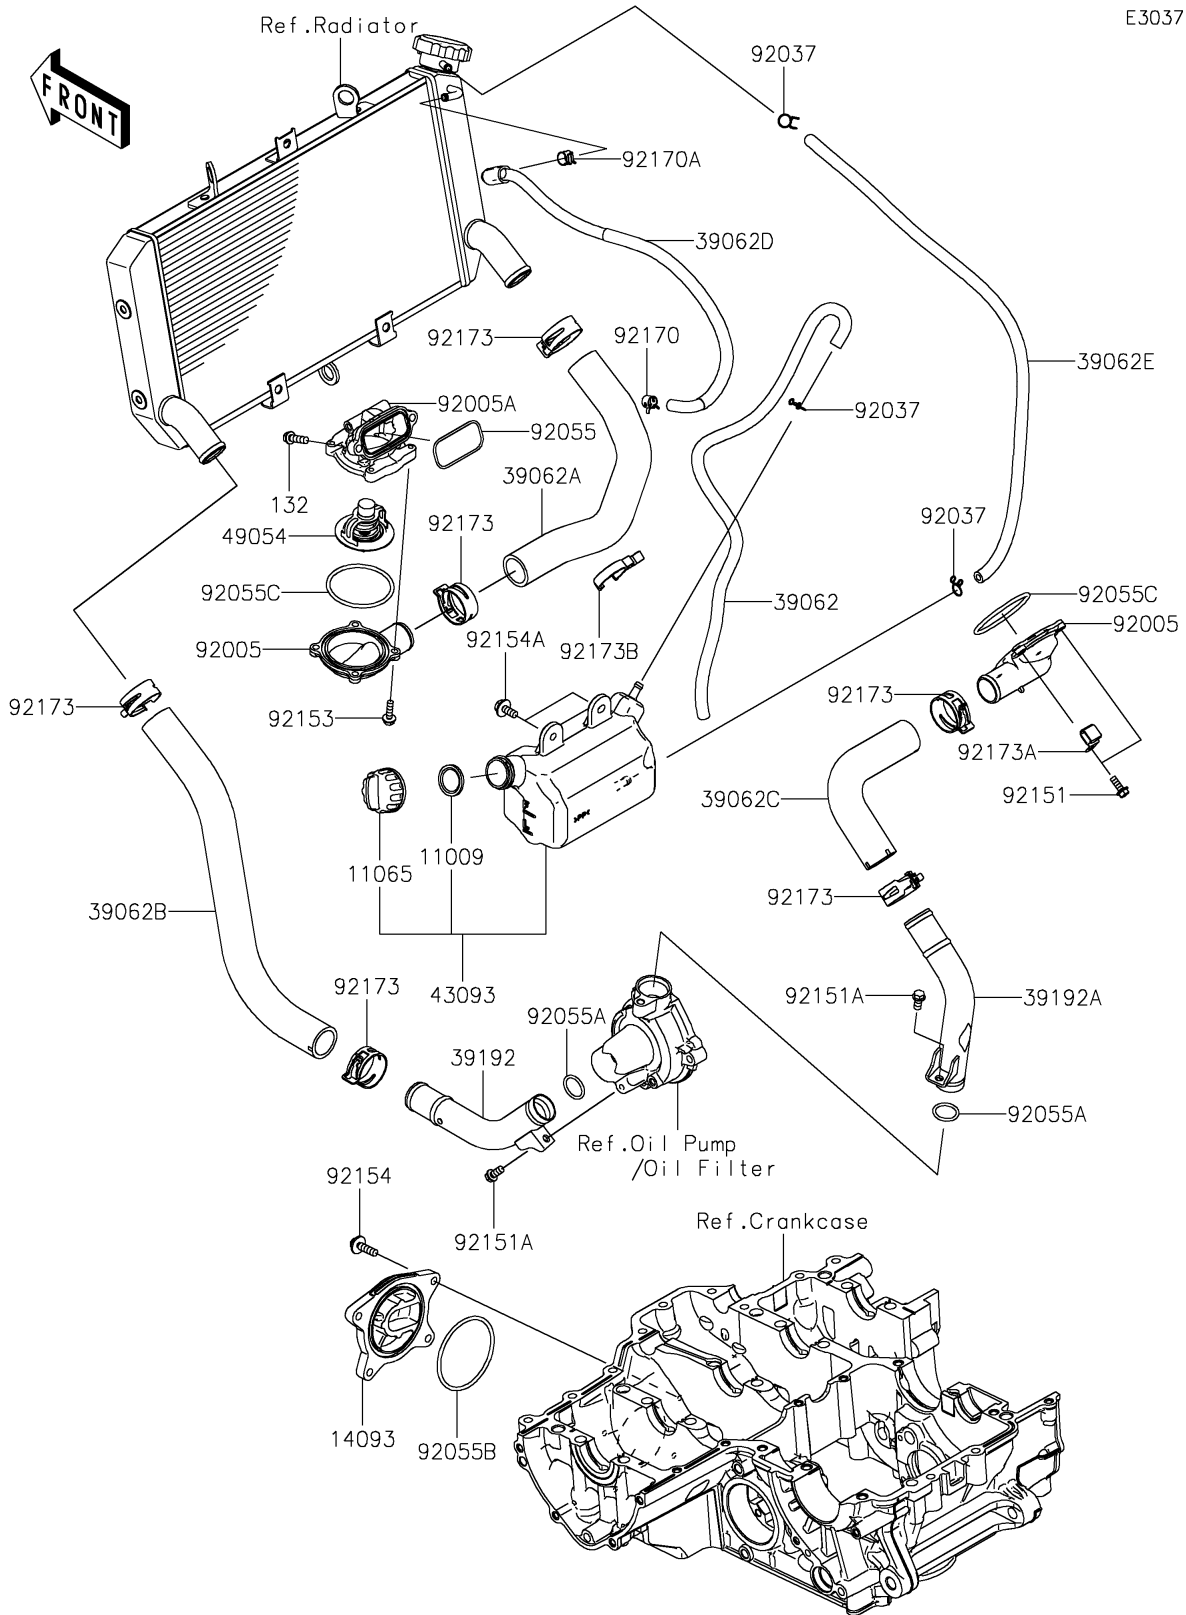 E3037
Ref.Radiator
FRONT
92037
92170A
39062D
92173
92170
39062E
92005A
92055
92037
132
39062A
49054
92173
92037
92055C
39062
92055C
92005
92154A
92173B
92005
92173
92153
92173
92173A
39062C
92151
11065
11009
92173
39062B
43093
92173
92055A
92151A
39192A
39192
92055A
Ref.Oil Pump
/Oil Filter
92154
92151A
Ref.Crankcase
14093
92055B